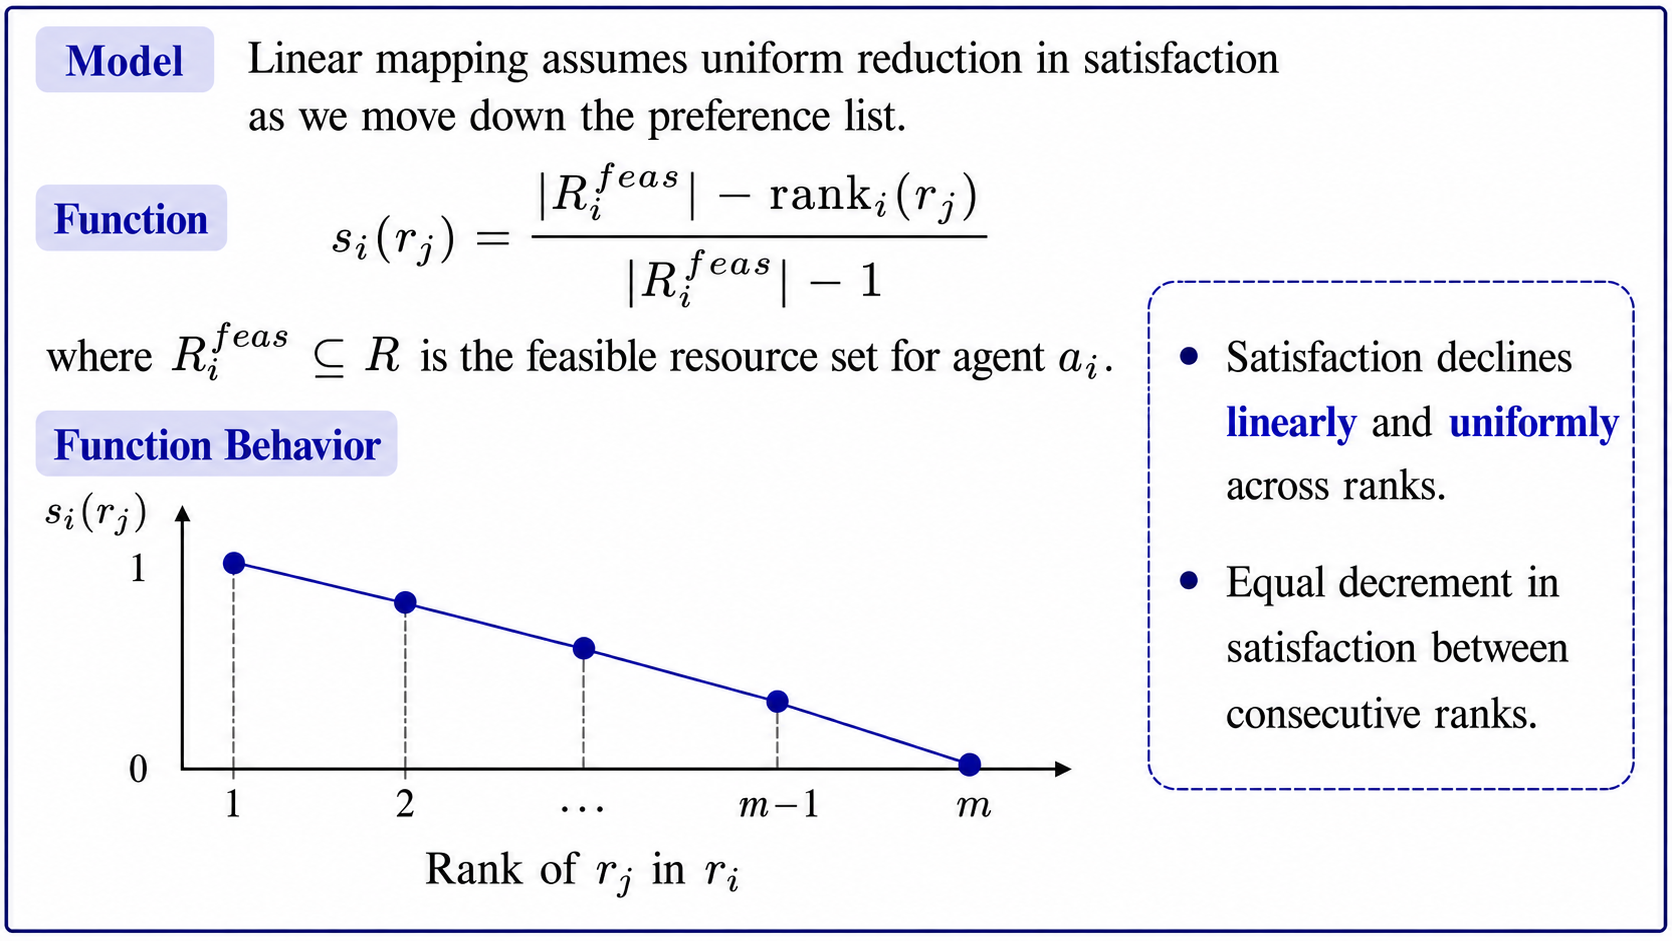 Model
Linear mapping assumes uniform reduction in satisfaction
as we move down the preference list.
Function
s_i(r_j) = \frac{|R_i^{feas}| − rank_i(r_j)}{|R_i^{feas}| − 1}
where R_i^{feas} ⊆ R is the feasible resource set for agent a_i.
Function Behavior
s_i(r_j)
1
0
1 2 ... m−1 m
Rank of r_j in r_i
• Satisfaction declines
linearly and uniformly
across ranks.
• Equal decrement in
satisfaction between
consecutive ranks.